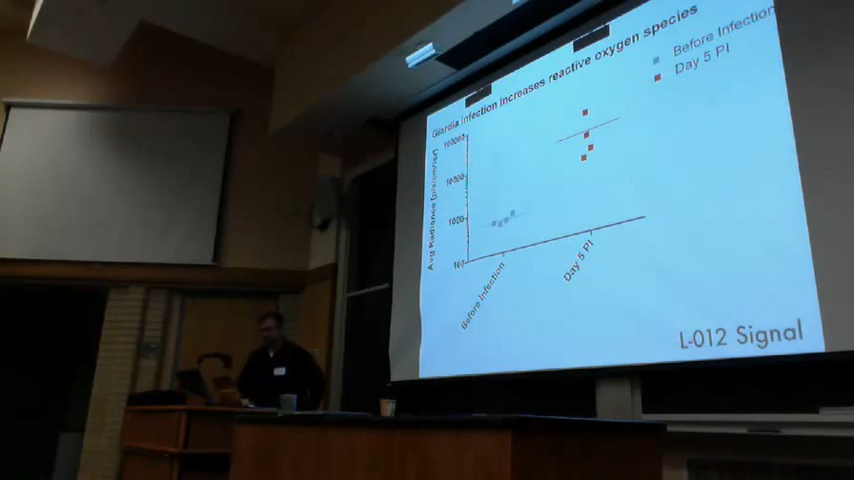 Giardia Infection increases reactive oxygen species
Before Infection
Day 5 PI
100000
10000
1000
100
Avg Radiance [p/s/cm²/sr]
Before Infection
Day 5 PI
L-012 Signal